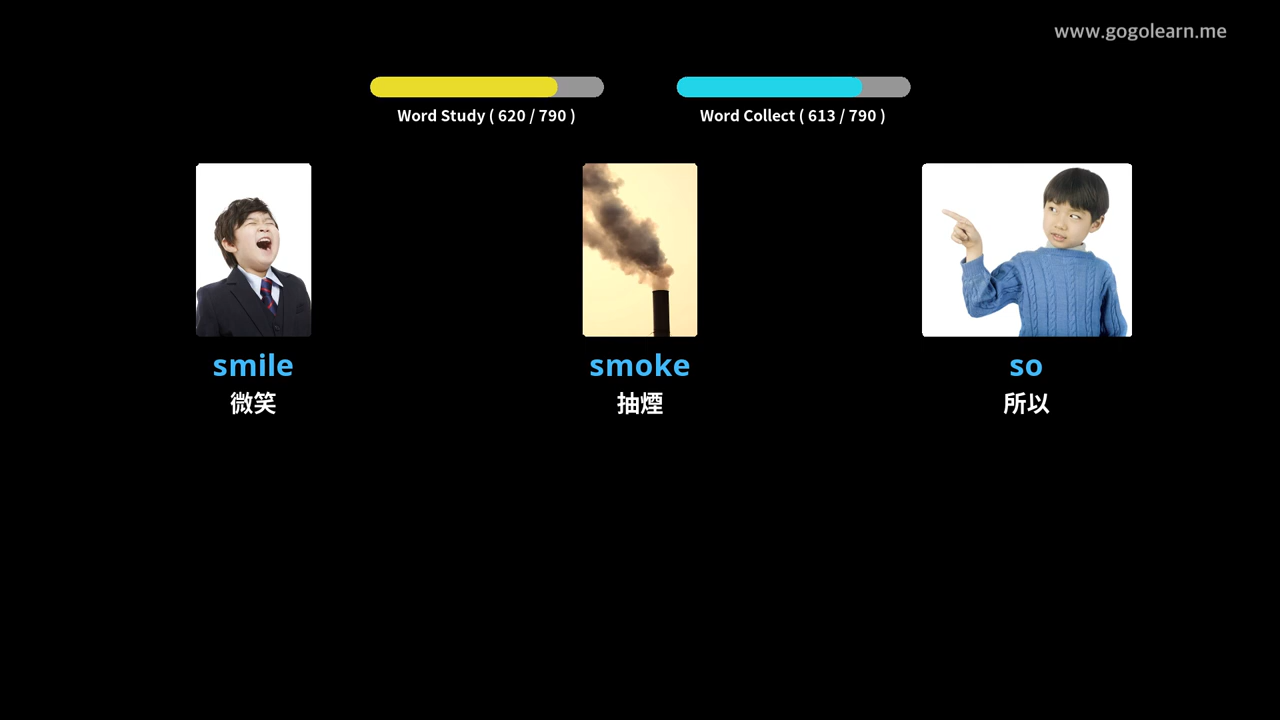 www.gogolearn.me
Word Study ( 620 / 790 )
Word Collect ( 613 / 790 )
smile
微笑
smoke
抽煙
so
所以